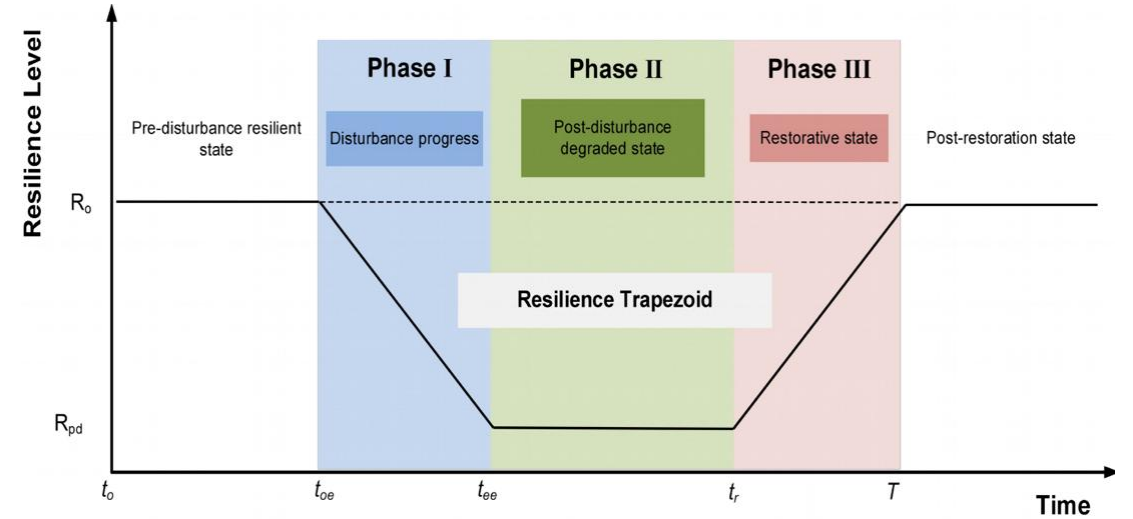 Resilience Level
Phase I
Phase II
Phase III
Pre-disturbance resilient
state
Disturbance progress
Post-disturbance
degraded state
Restorative state
Post-restoration state
Ro
Resilience Trapezoid
Rpd
to
toe
tee
tr
T
Time